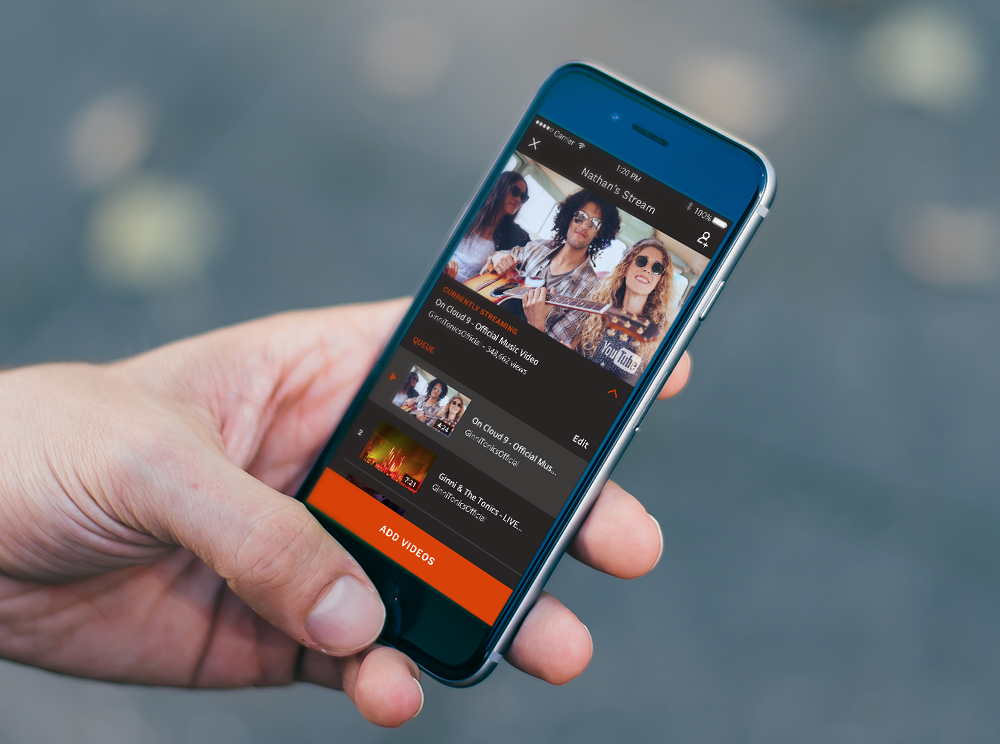 Carrier
1:20 PM
100%
Nathan's Stream
YouTube
CURRENTLY STREAMING
On Cloud 9 - Official Music Video
GinniTonicsOfficial –
views
QUEUE
Edit
4:24
On Cloud 9 - Official Mus...
GinniTonicsOfficial
2
7:21
Ginni & The Tonics - LIVE...
GinniTonicsOfficial
ADD VIDEOS